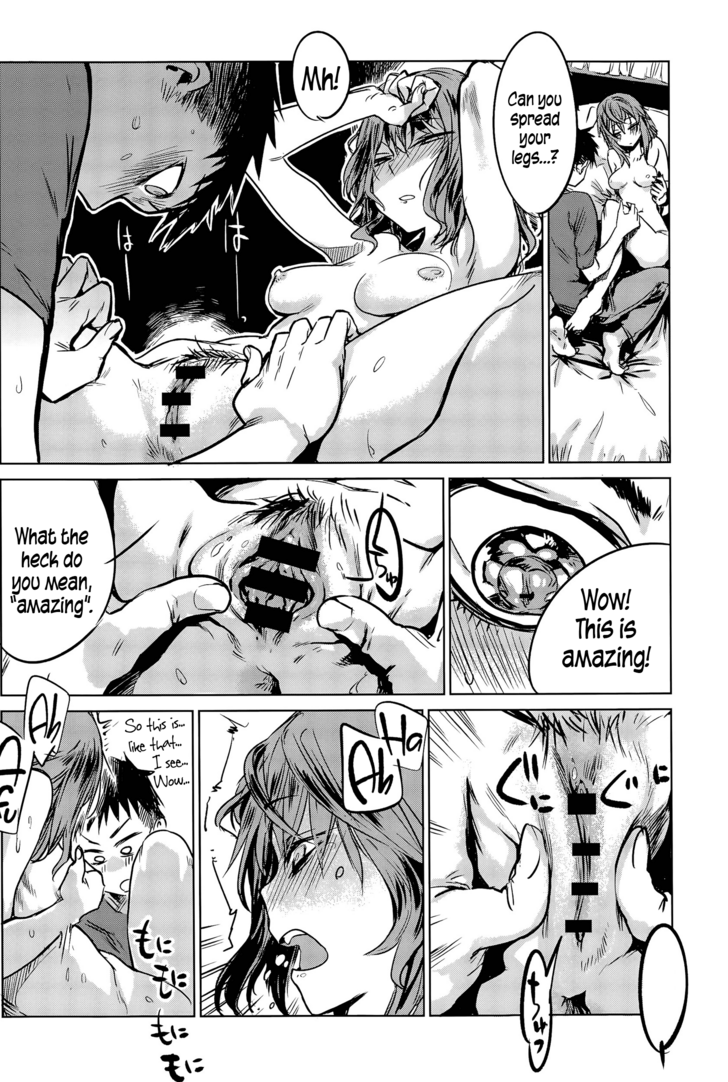 Can you
spread
your
legs...?
Mh!
は
は
Wow!
This is
amazing!
What the
heck do
you mean,
"amazing".
ぐに
ぐに
Ha
Ah
Ah
So this is...
like that...
I see...
Wow...
もに
もに
もに
もに